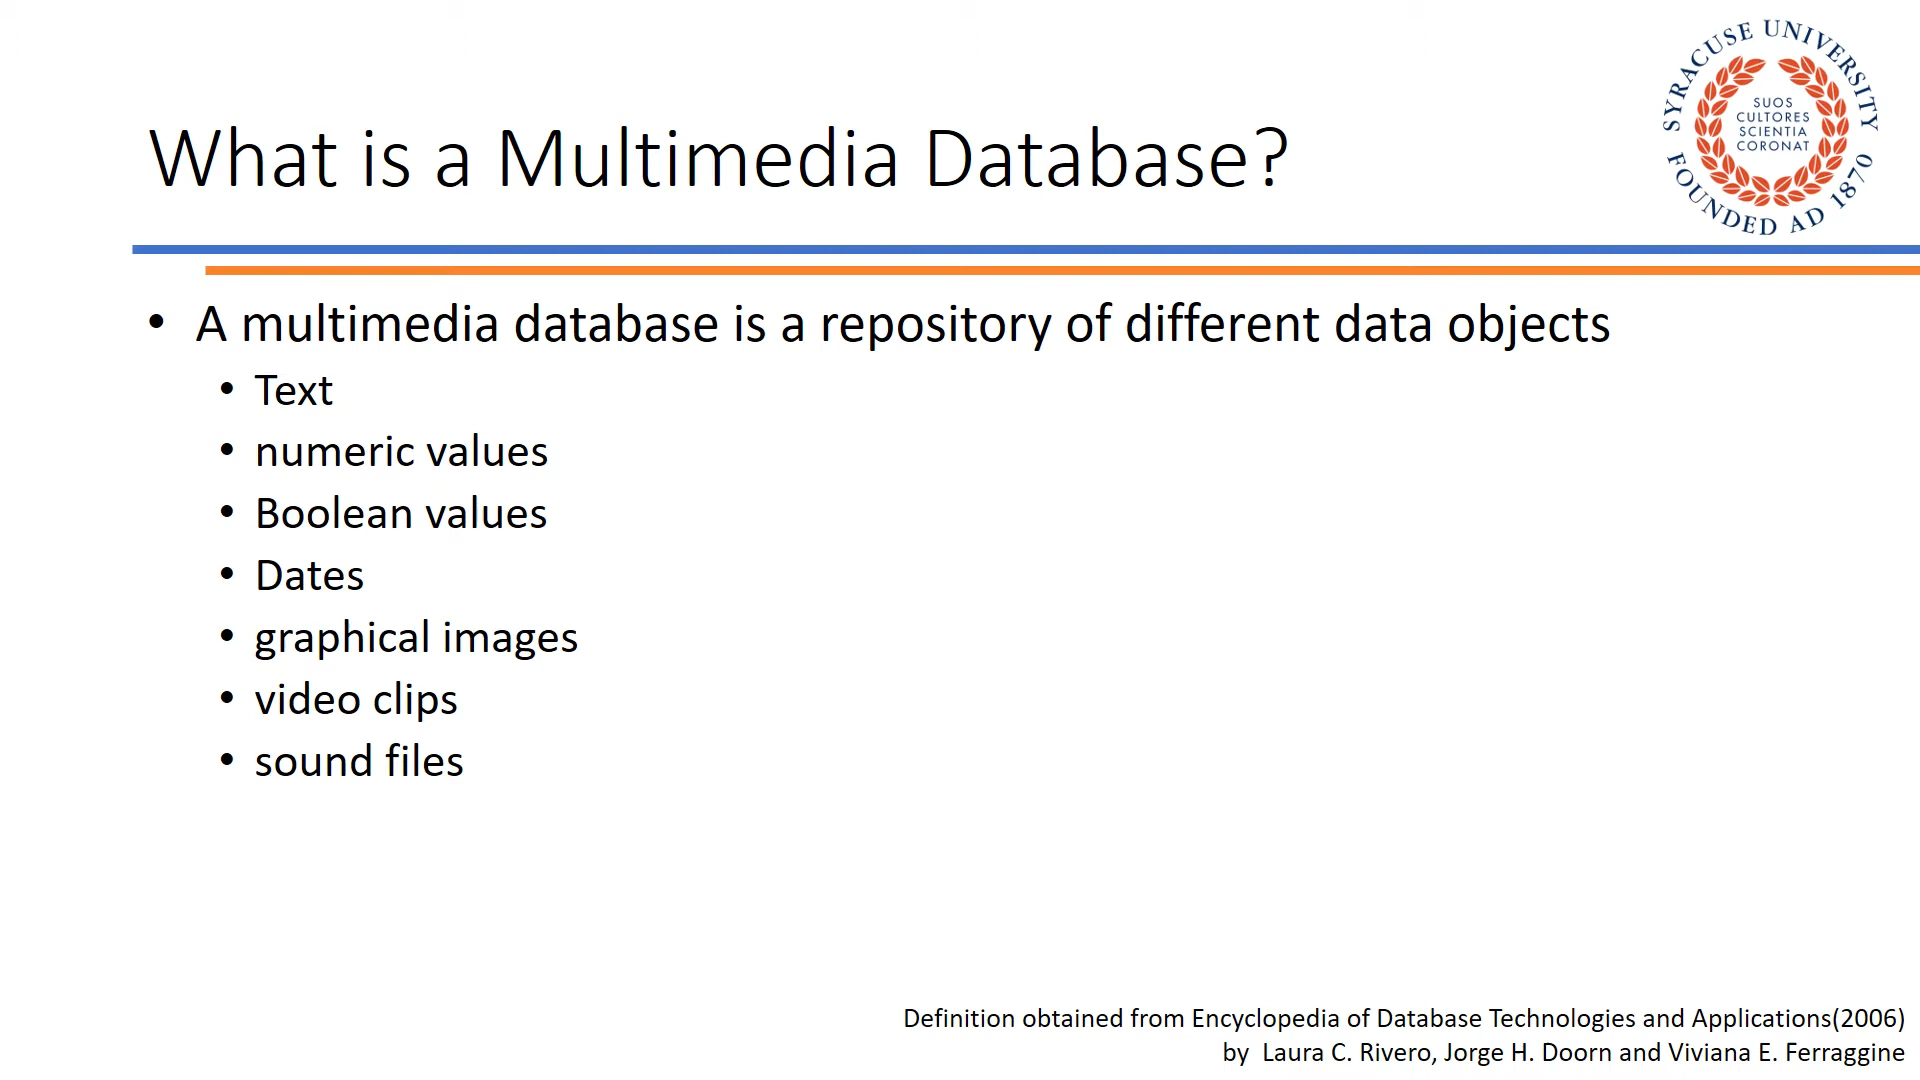 SYRACUSE UNIVERSITY
SUOS
CULTORES
SCIENTIA
CORONAT
FOUNDED AD 1870
What is a Multimedia Database?
• A multimedia database is a repository of different data objects
• Text
• numeric values
• Boolean values
• Dates
• graphical images
• video clips
• sound files
Definition obtained from Encyclopedia of Database Technologies and Applications(2006)
by Laura C. Rivero, Jorge H. Doorn and Viviana E. Ferraggine